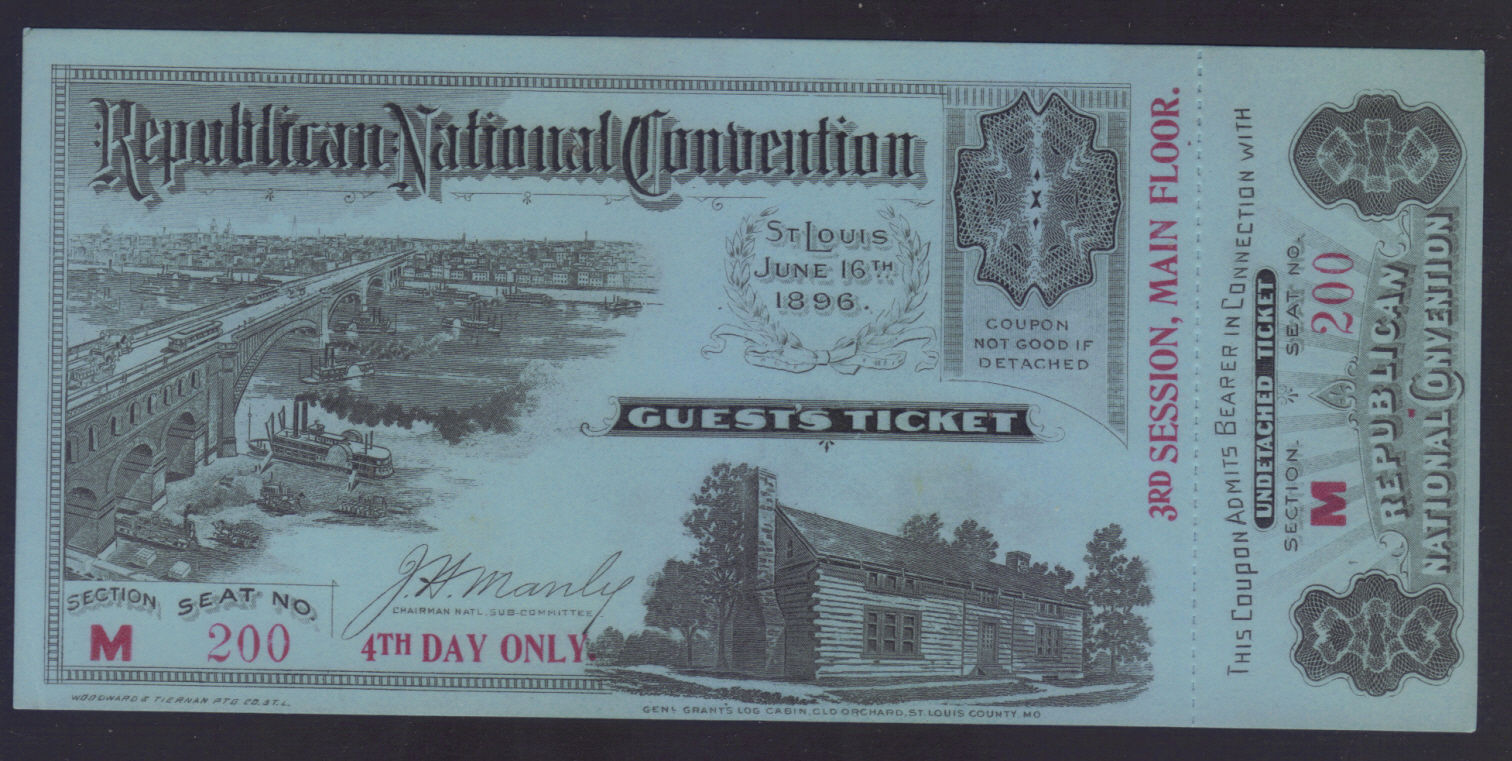 Republican National Convention
ST LOUIS
JUNE 16TH
1896.
COUPON
NOT GOOD IF
DETACHED
GUEST'S TICKET
J. H. Manly
CHAIRMAN NATL. SUB-COMMITTEE
SECTION SEAT NO.
M 200
4TH DAY ONLY.
WOODWARD & TIERNAN PTG. CO. ST. L.
GENL GRANT'S LOG CABIN, OLD ORCHARD, ST. LOUIS COUNTY, MO
3RD SESSION, MAIN FLOOR.
THIS COUPON ADMITS BEARER IN CONNECTION WITH
UNDETACHED TICKET
SECTION. SEAT NO.
M 200
REPUBLICAN
NATIONAL CONVENTION